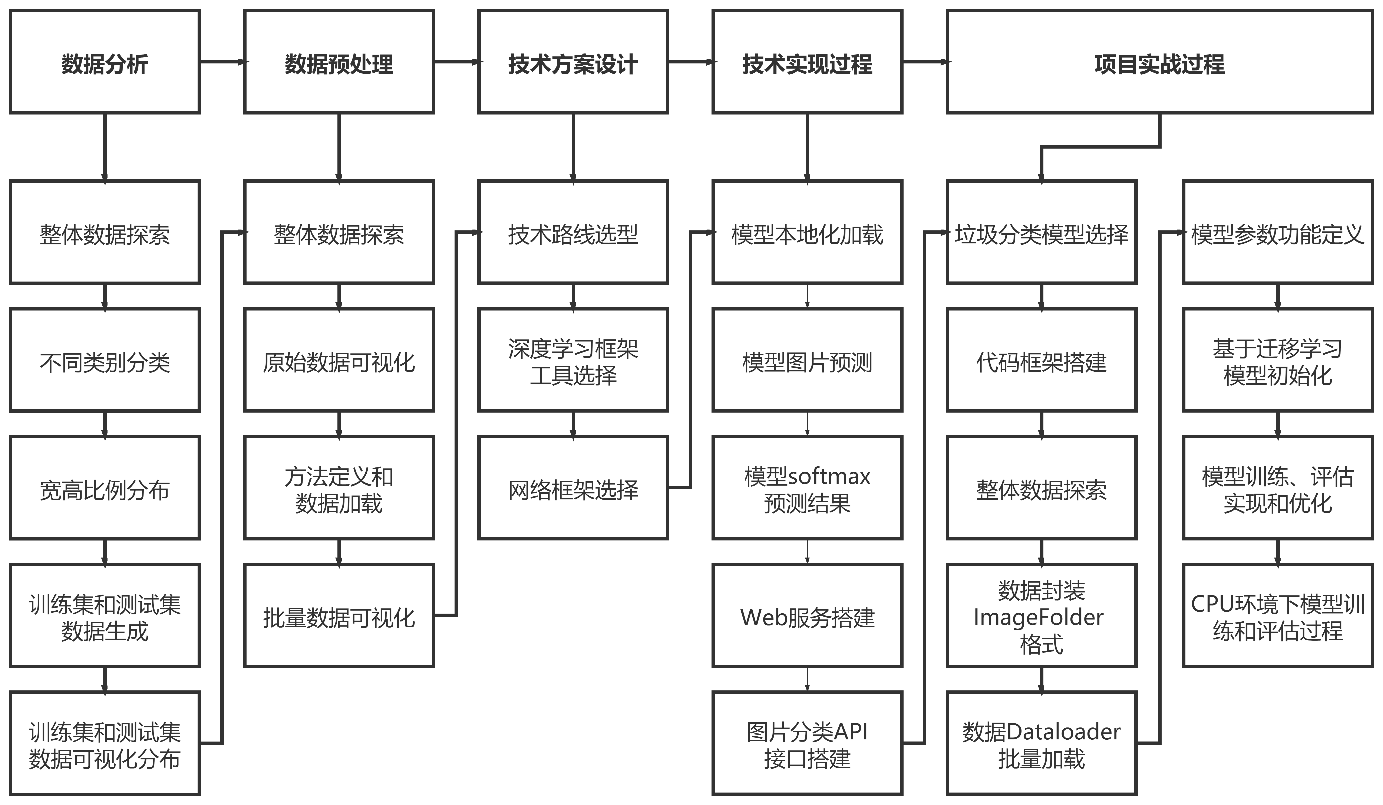 数据分析
数据预处理
技术方案设计
技术实现过程
项目实战过程
整体数据探索
不同类别分类
宽高比例分布
训练集和测试集
数据生成
训练集和测试集
数据可视化分布
整体数据探索
原始数据可视化
方法定义和
数据加载
批量数据可视化
技术路线选型
深度学习框架
工具选择
网络框架选择
模型本地化加载
模型图片预测
模型softmax
预测结果
Web服务搭建
图片分类API
接口搭建
垃圾分类模型选择
代码框架搭建
整体数据探索
数据封装
ImageFolder
格式
数据Dataloader
批量加载
模型参数功能定义
基于迁移学习
模型初始化
模型训练、评估
实现和优化
CPU环境下模型训
练和评估过程